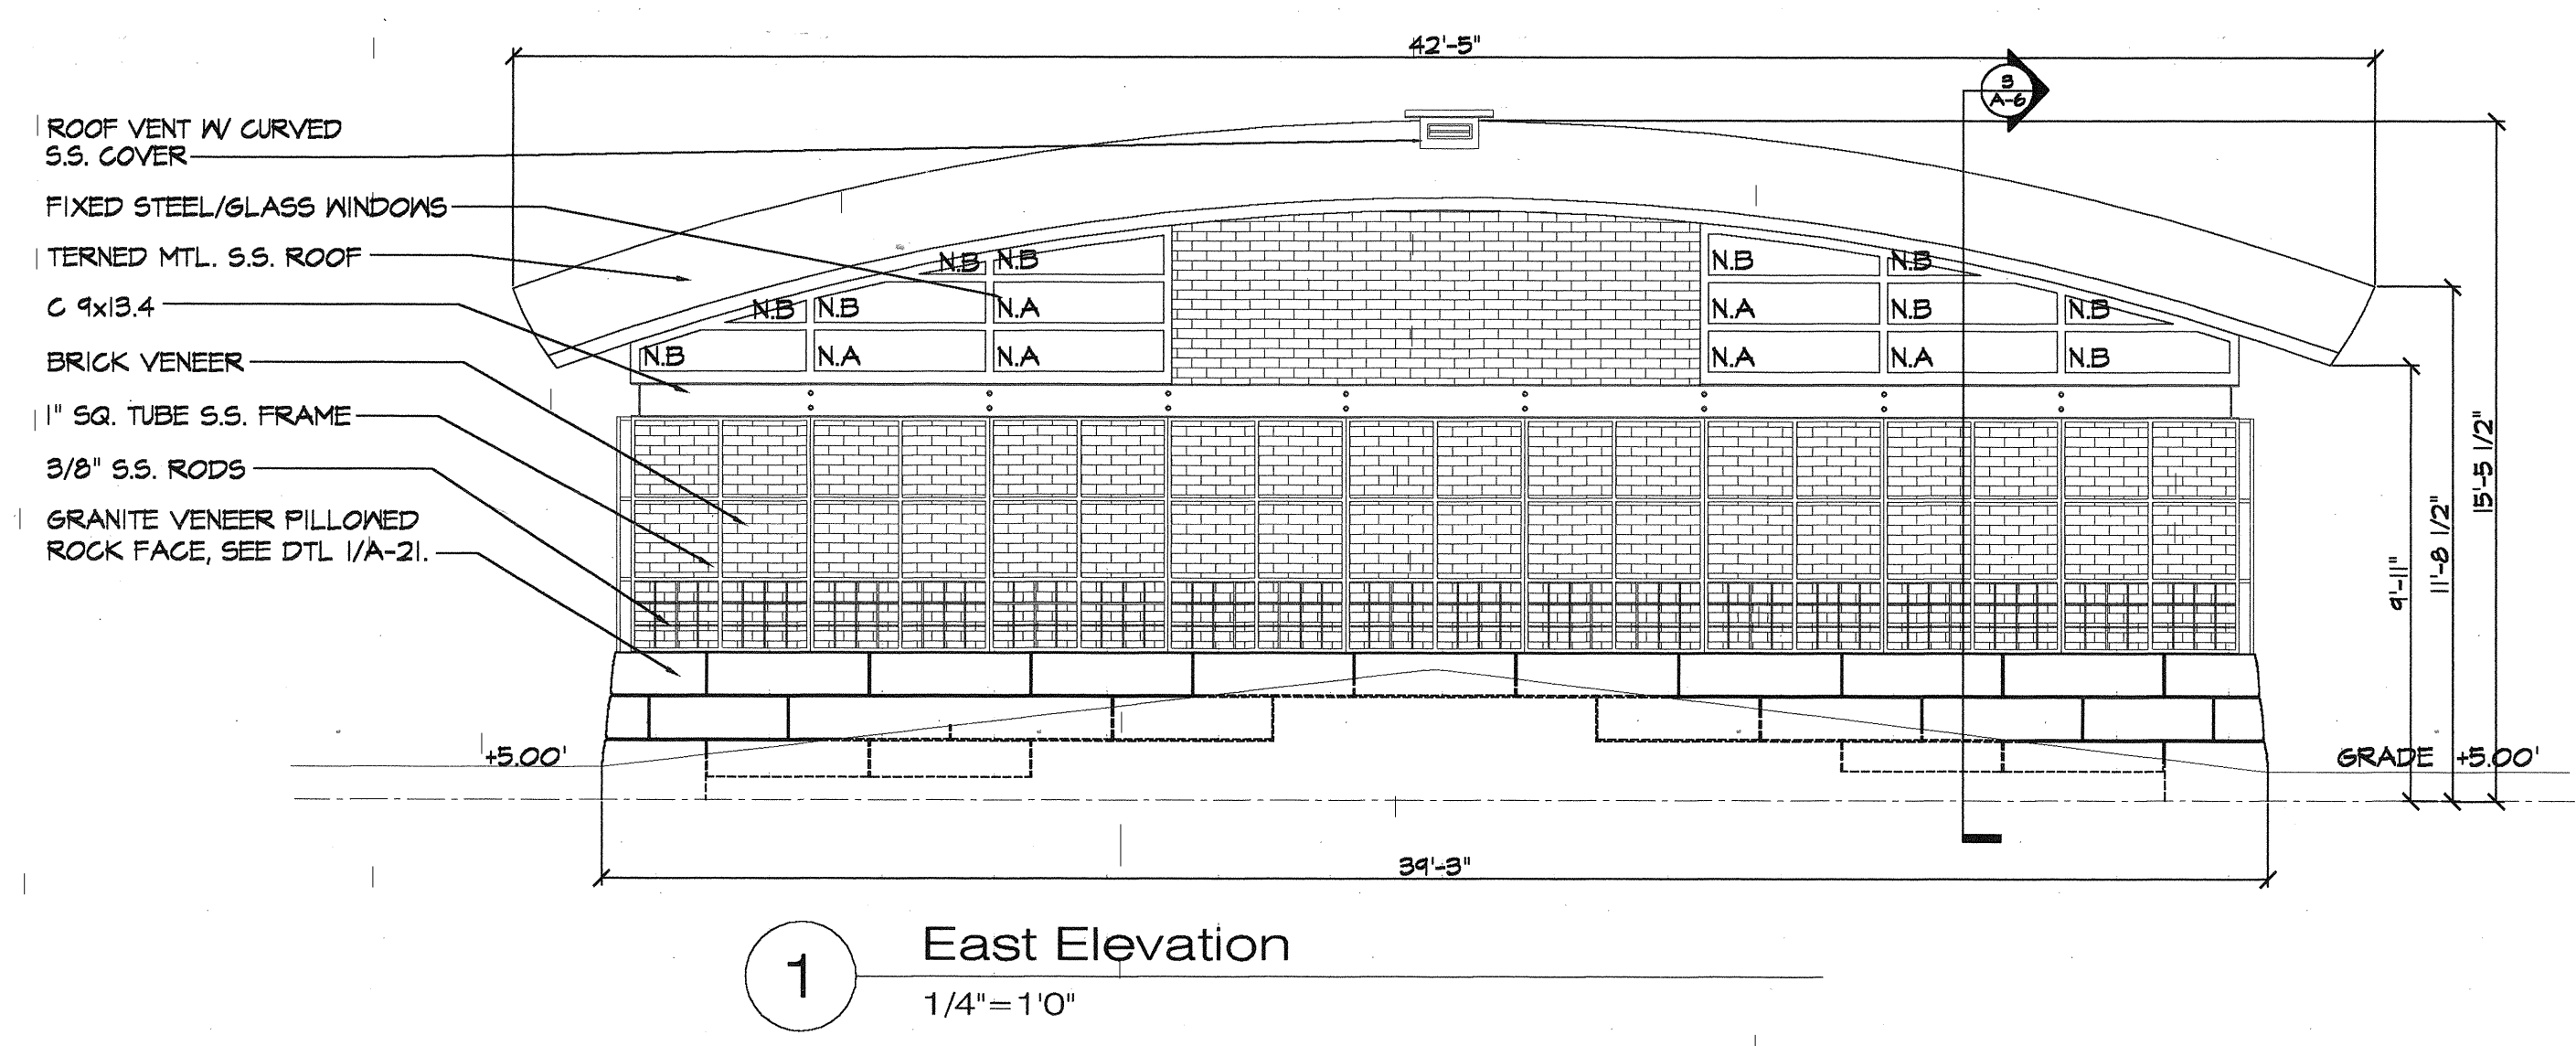 42'-5"
3
A-6
ROOF VENT W/ CURVED
S.S. COVER
FIXED STEEL/GLASS WINDOWS
TERNED MTL. S.S. ROOF
C 9x13.4
BRICK VENEER
1" SQ. TUBE S.S. FRAME
3/8" S.S. RODS
GRANITE VENEER PILLOWED
ROCK FACE, SEE DTL 1/A-21.
N.B N.B N.B N.B
N.B N.B N.A N.A N.B N.B
N.B N.A N.A N.A N.A N.B
9'-11"
11'-8 1/2"
15'-5 1/2"
+5.00' GRADE +5.00'
39'-3"
1
East Elevation
1/4"=1'0"